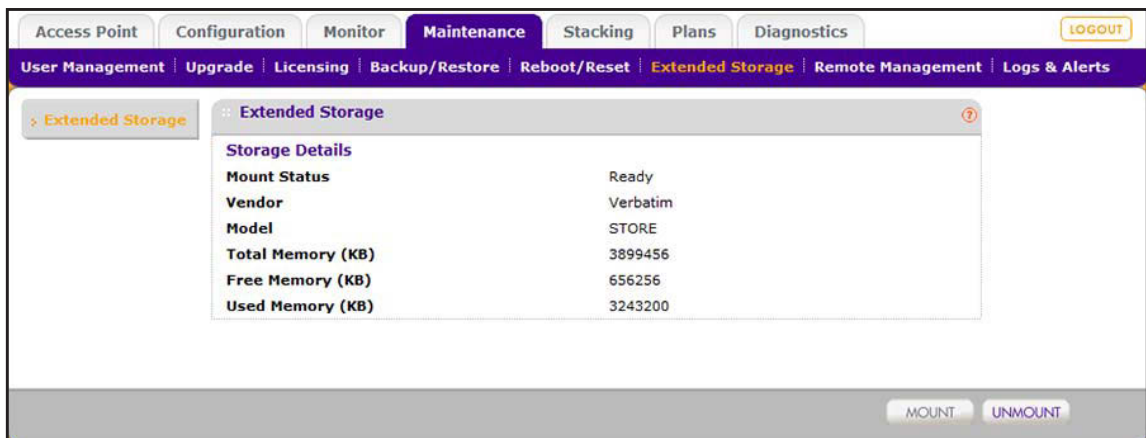 Access Point Configuration Monitor Maintenance Stacking Plans Diagnostics LOGOUT
User Management Upgrade Licensing Backup/Restore Reboot/Reset Extended Storage Remote Management Logs & Alerts
Extended Storage
Extended Storage ?
Storage Details
Mount Status Ready
Vendor Verbatim
Model STORE
Total Memory (KB) 3899456
Free Memory (KB) 656256
Used Memory (KB) 3243200
MOUNT UNMOUNT